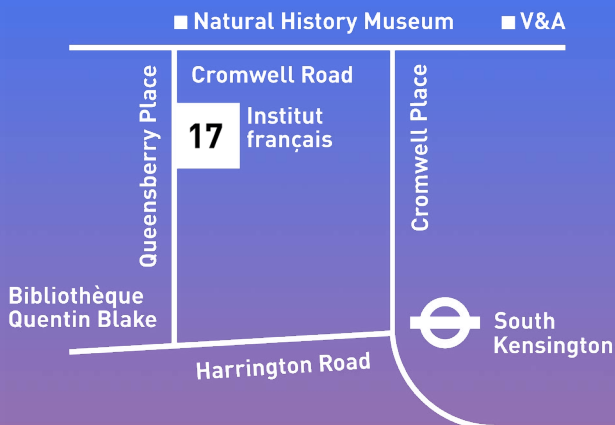 Natural History Museum
V&A
Cromwell Road
Queensberry Place
Cromwell Place
17
Institut
français
Bibliothèque
Quentin Blake
South
Kensington
Harrington Road